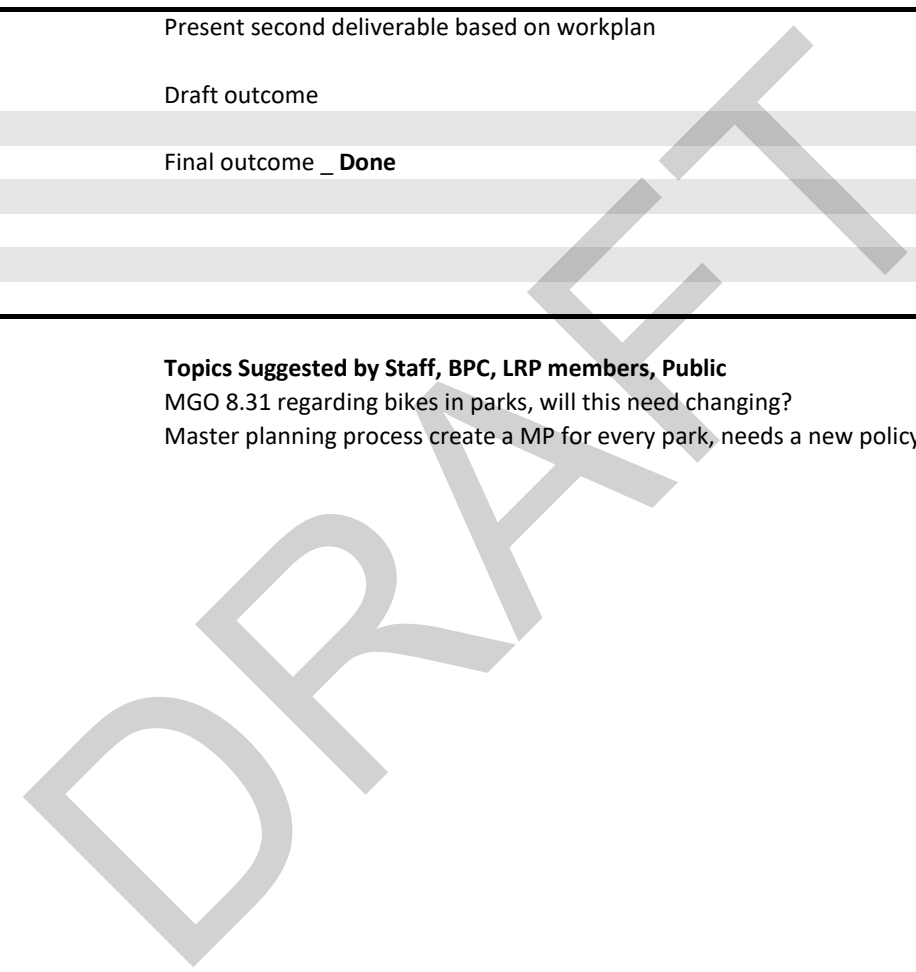 Present second deliverable based on workplan
Draft outcome
Final outcome _ Done
Topics Suggested by Staff, BPC, LRP members, Public
MGO 8.31 regarding bikes in parks, will this need changing?
Master planning process create a MP for every park, needs a new policy
DRAFT